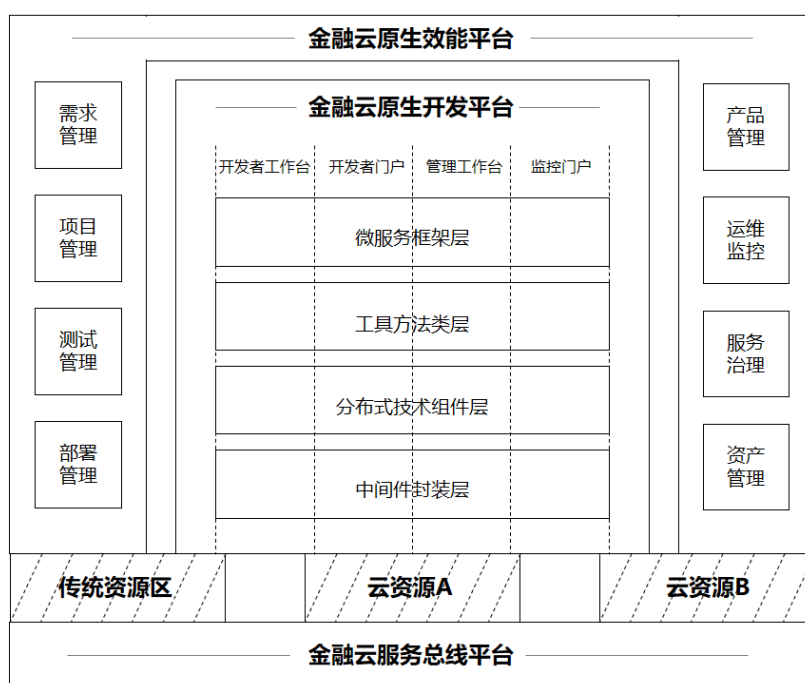 金融云原生效能平台
需求
管理
项目
管理
测试
管理
部署
管理
金融云原生开发平台
开发者工作台
开发者门户
管理工作台
监控门户
微服务框架层
工具方法类层
分布式技术组件层
中间件封装层
产品
管理
运维
监控
服务
治理
资产
管理
传统资源区
云资源A
云资源B
金融云服务总线平台